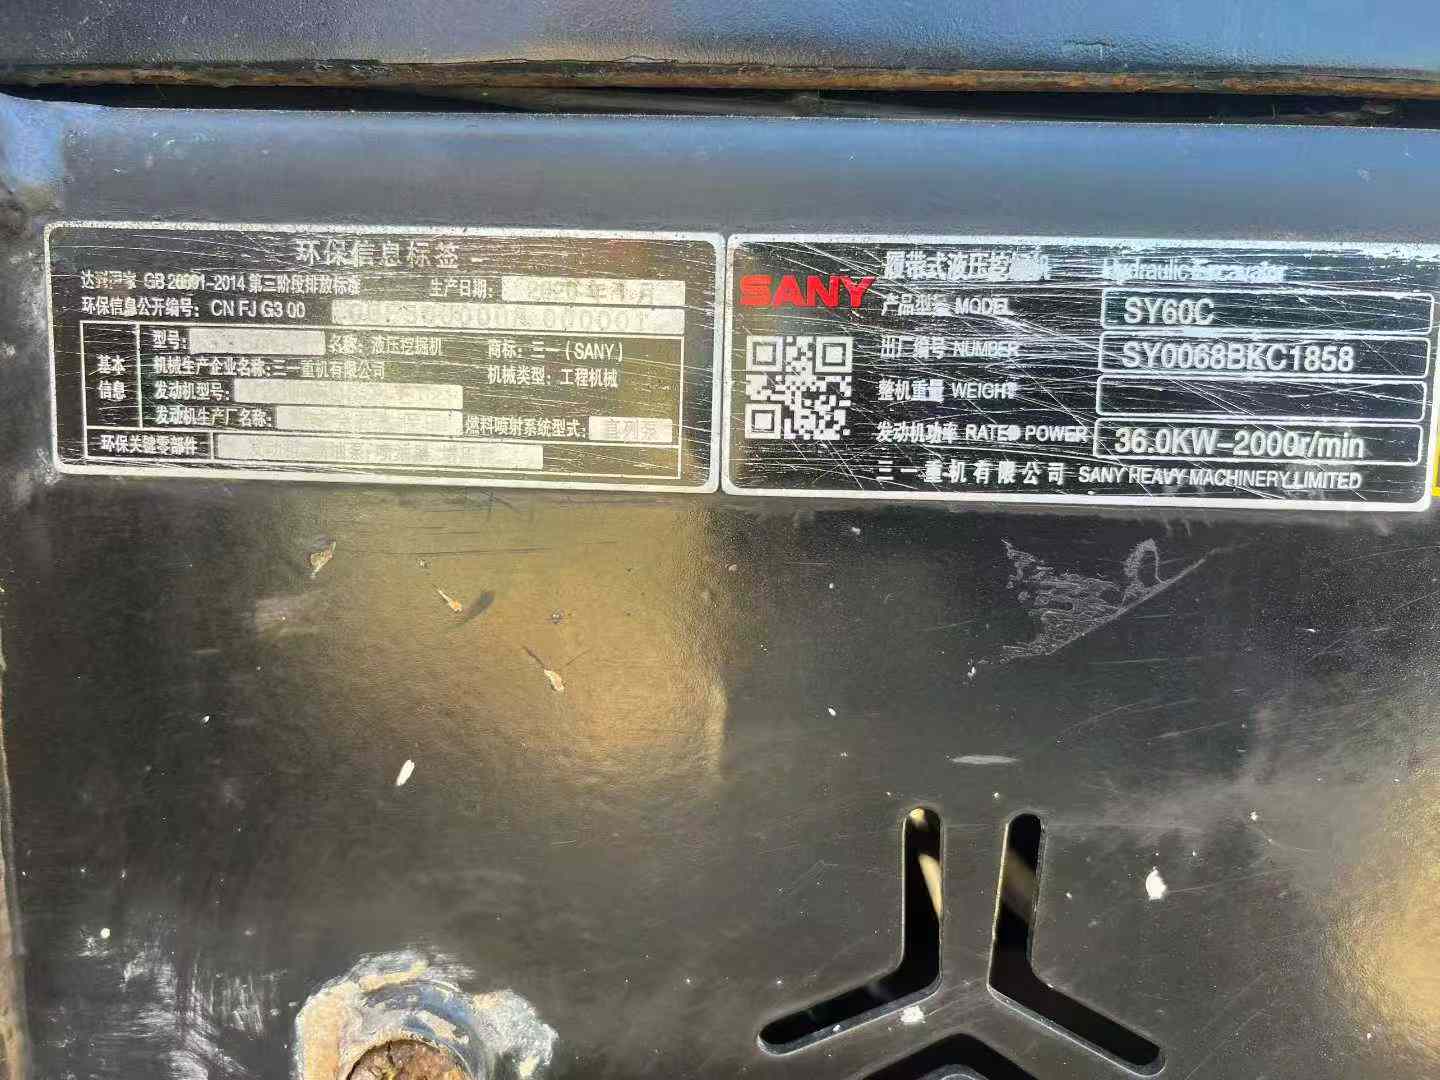 环保信息标签
达到国家 GB 20891-2014 第三阶段排放标准
生产日期:
环保信息公开编号: CN FJ G3 00
基本信息
型号:
名称: 液压挖掘机
商标: 三一 (SANY)
机械生产企业名称: 三一重机有限公司
机械类型: 工程机械
发动机型号:
发动机生产厂名称:
燃料喷射系统型式: 直列泵
环保关键零部件
SANY
履带式液压挖掘机 Hydraulic Excavator
产品型号 MODEL SY60C
出厂编号 NUMBER SY0068BKC1858
整机重量 WEIGHT
发动机功率 RATED POWER 36.0KW-2000r/min
三一重机有限公司 SANY HEAVY MACHINERY LIMITED